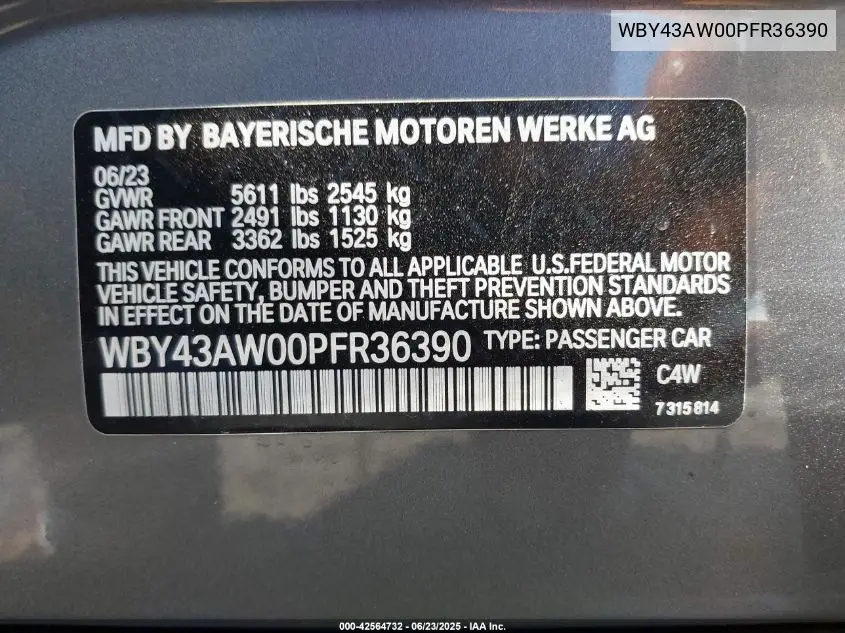 WBY43AW00PFR36390
MFD BY BAYERISCHE MOTOREN WERKE AG
06/23
GVWR 5611 lbs 2545 kg
GAWR FRONT 2491 lbs 1130 kg
GAWR REAR 3362 lbs 1525 kg
THIS VEHICLE CONFORMS TO ALL APPLICABLE U.S.FEDERAL MOTOR
VEHICLE SAFETY, BUMPER AND THEFT PREVENTION STANDARDS
IN EFFECT ON THE DATE OF MANUFACTURE SHOWN ABOVE.
WBY43AW00PFR36390 TYPE: PASSENGER CAR
C4W
7315814
000-42564732 - 06/23/2025 - IAA Inc.